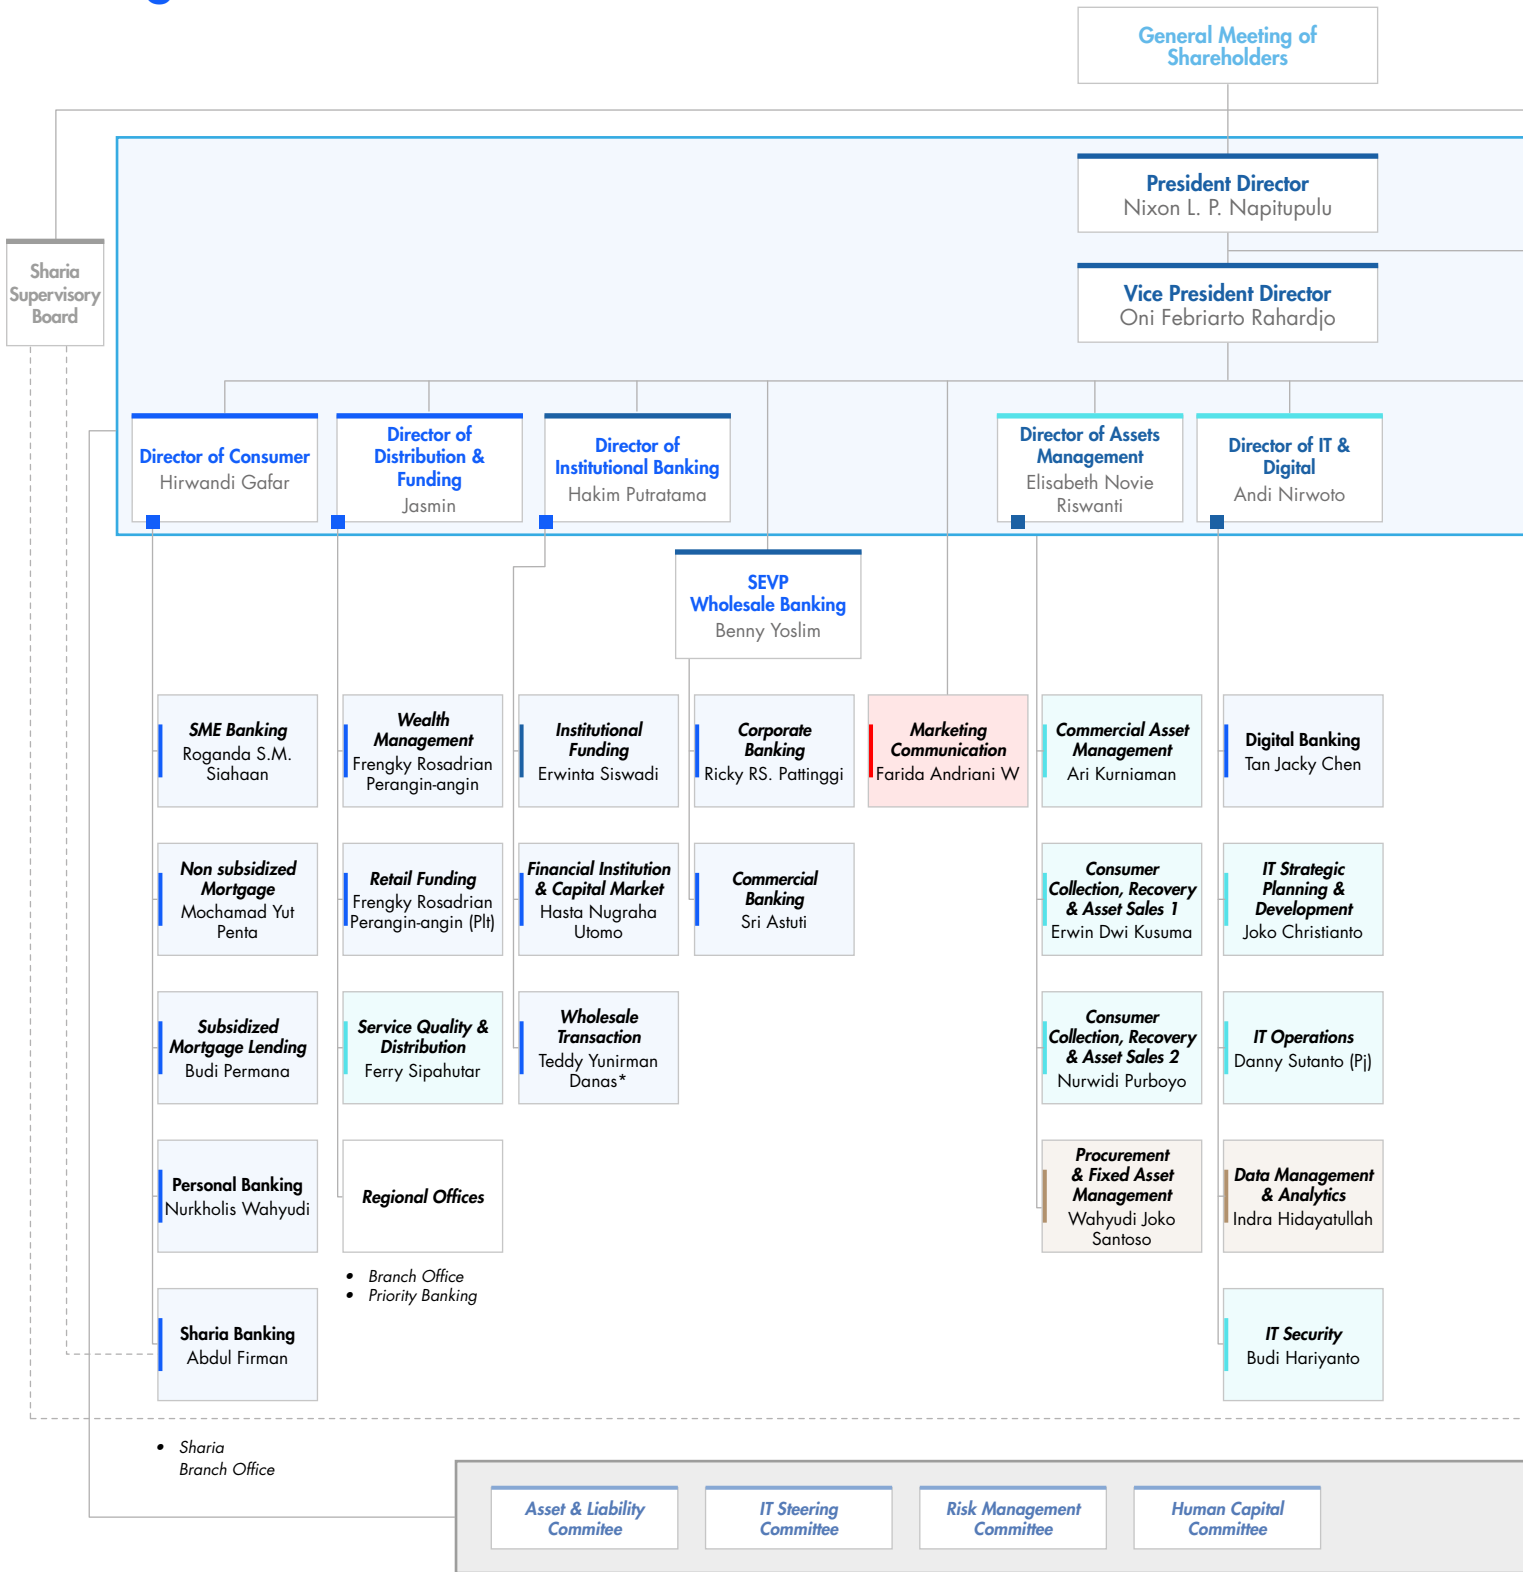 General Meeting of
Shareholders
President Director
Nixon L. P. Napitupulu
Sharia
Supervisory
Board
Vice President Director
Oni Febriarto Rahardjo
Director of Consumer
Hirwandi Gafar
Director of
Distribution &
Funding
Jasmin
Director of
Institutional Banking
Hakim Putratama
Director of Assets
Management
Elisabeth Novie
Riswanti
Director of IT &
Digital
Andi Nirwoto
SEVP
Wholesale Banking
Benny Yoslim
SME Banking
Roganda S.M.
Siahaan
Wealth
Management
Frengky Rosadrian
Perangin-angin
Institutional
Funding
Erwinta Siswadi
Corporate
Banking
Ricky RS. Pattinggi
Marketing
Communication
Farida Andriani W
Commercial Asset
Management
Ari Kurniaman
Digital Banking
Tan Jacky Chen
Non subsidized
Mortgage
Mochamad Yut
Penta
Retail Funding
Frengky Rosadrian
Perangin-angin (Plt)
Financial Institution
& Capital Market
Hasta Nugraha
Utomo
Commercial
Banking
Sri Astuti
Consumer
Collection, Recovery
& Asset Sales 1
Erwin Dwi Kusuma
IT Strategic
Planning &
Development
Joko Christianto
Subsidized
Mortgage Lending
Budi Permana
Service Quality &
Distribution
Ferry Sipahutar
Wholesale
Transaction
Teddy Yunirman
Danas*
Consumer
Collection, Recovery
& Asset Sales 2
Nurwidi Purboyo
IT Operations
Danny Sutanto (Pj)
Personal Banking
Nurkholis Wahyudi
Regional Offices
Procurement
& Fixed Asset
Management
Wahyudi Joko
Santoso
Data Management
& Analytics
Indra Hidayatullah
• Branch Office
• Priority Banking
Sharia Banking
Abdul Firman
IT Security
Budi Hariyanto
• Sharia
Branch Office
Asset & Liability
Commitee
IT Steering
Committee
Risk Management
Committee
Human Capital
Committee